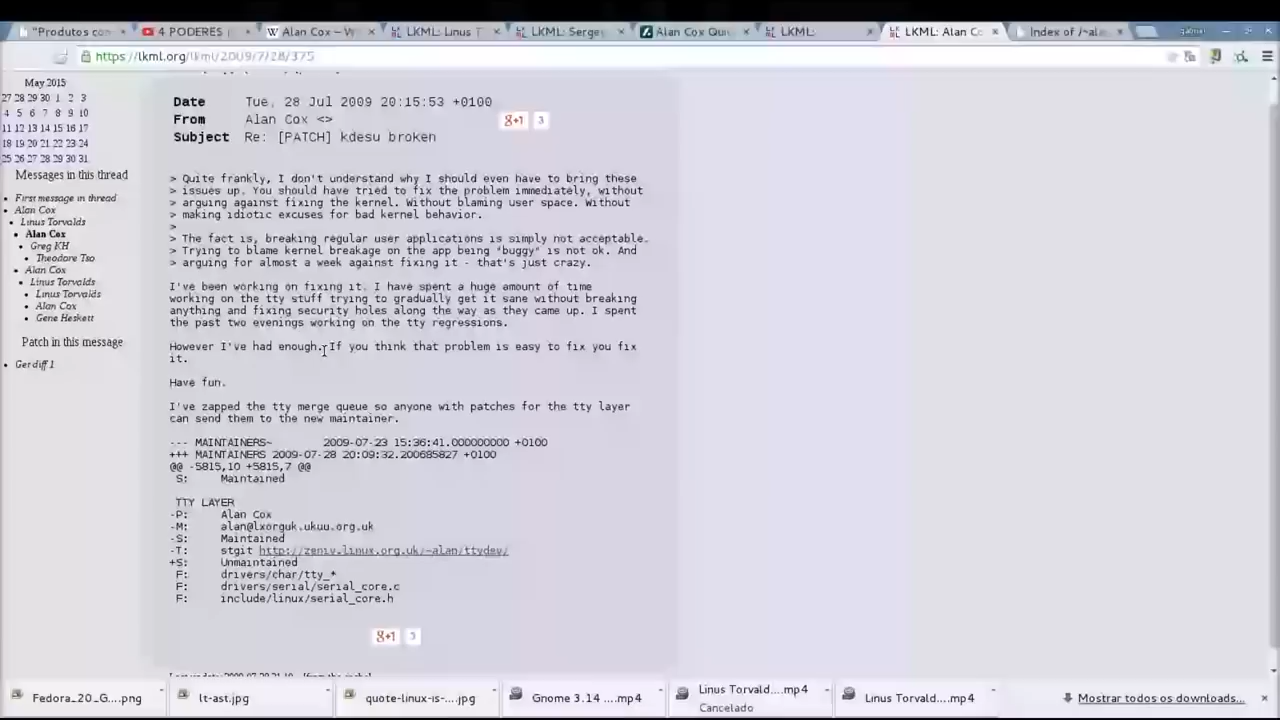 "Produtos con
4 PODERES
Alan Cox – W
LKML: Linus T
LKML: Serge
Alan Cox Qui
LKML:
LKML: Alan Co
Index of /~ale
https://lkml.org/lkml/2009/7/28/375
May 2015
27 28 29 30 1 2 3
4 5 6 7 8 9 10
11 12 13 14 15 16 17
18 19 20 21 22 23 24
25 26 27 28 29 30 31
Messages in this thread
First message in thread
Alan Cox
Linus Torvalds
Alan Cox
Greg KH
Theodore Tso
Alan Cox
Linus Torvalds
Linus Torvalds
Alan Cox
Gene Heskett
Patch in this message
Get diff 1
Date Tue, 28 Jul 2009 20:15:53 +0100
From Alan Cox <>
Subject Re: [PATCH] kdesu broken
g+1 3
> Quite frankly, I don't understand why I should even have to bring these
> issues up. You should have tried to fix the problem immediately, without
> arguing against fixing the kernel. Without blaming user space. Without
> making idiotic excuses for bad kernel behavior.
>
> The fact is, breaking regular user applications is simply not acceptable.
> Trying to blame kernel breakage on the app being "buggy" is not ok. And
> arguing for almost a week against fixing it - that's just crazy.
I've been working on fixing it. I have spent a huge amount of time
working on the tty stuff trying to gradually get it sane without breaking
anything and fixing security holes along the way as they came up. I spent
the past two evenings working on the tty regressions.
However I've had enough. If you think that problem is easy to fix you fix
it.
Have fun.
I've zapped the tty merge queue so anyone with patches for the tty layer
can send them to the new maintainer.
--- MAINTAINERS~ 2009-07-23 15:36:41.000000000 +0100
+++ MAINTAINERS 2009-07-28 20:09:32.200685827 +0100
@@ -5815,10 +5815,7 @@
S: Maintained
TTY LAYER
-P: Alan Cox
-M: alan@lxorguk.ukuu.org.uk
-S: Maintained
-T: stgit http://zeniv.linux.org.uk/~alan/ttydev/
+S: Unmaintained
F: drivers/char/tty_*
F: drivers/serial/serial_core.c
F: include/linux/serial_core.h
g+1 3
Fedora_20_G....png
lt-ast.jpg
quote-linux-is-....jpg
Gnome 3.14 ....mp4
Linus Torvald....mp4
Cancelado
Linus Torvald....mp4
Mostrar todos os downloads...